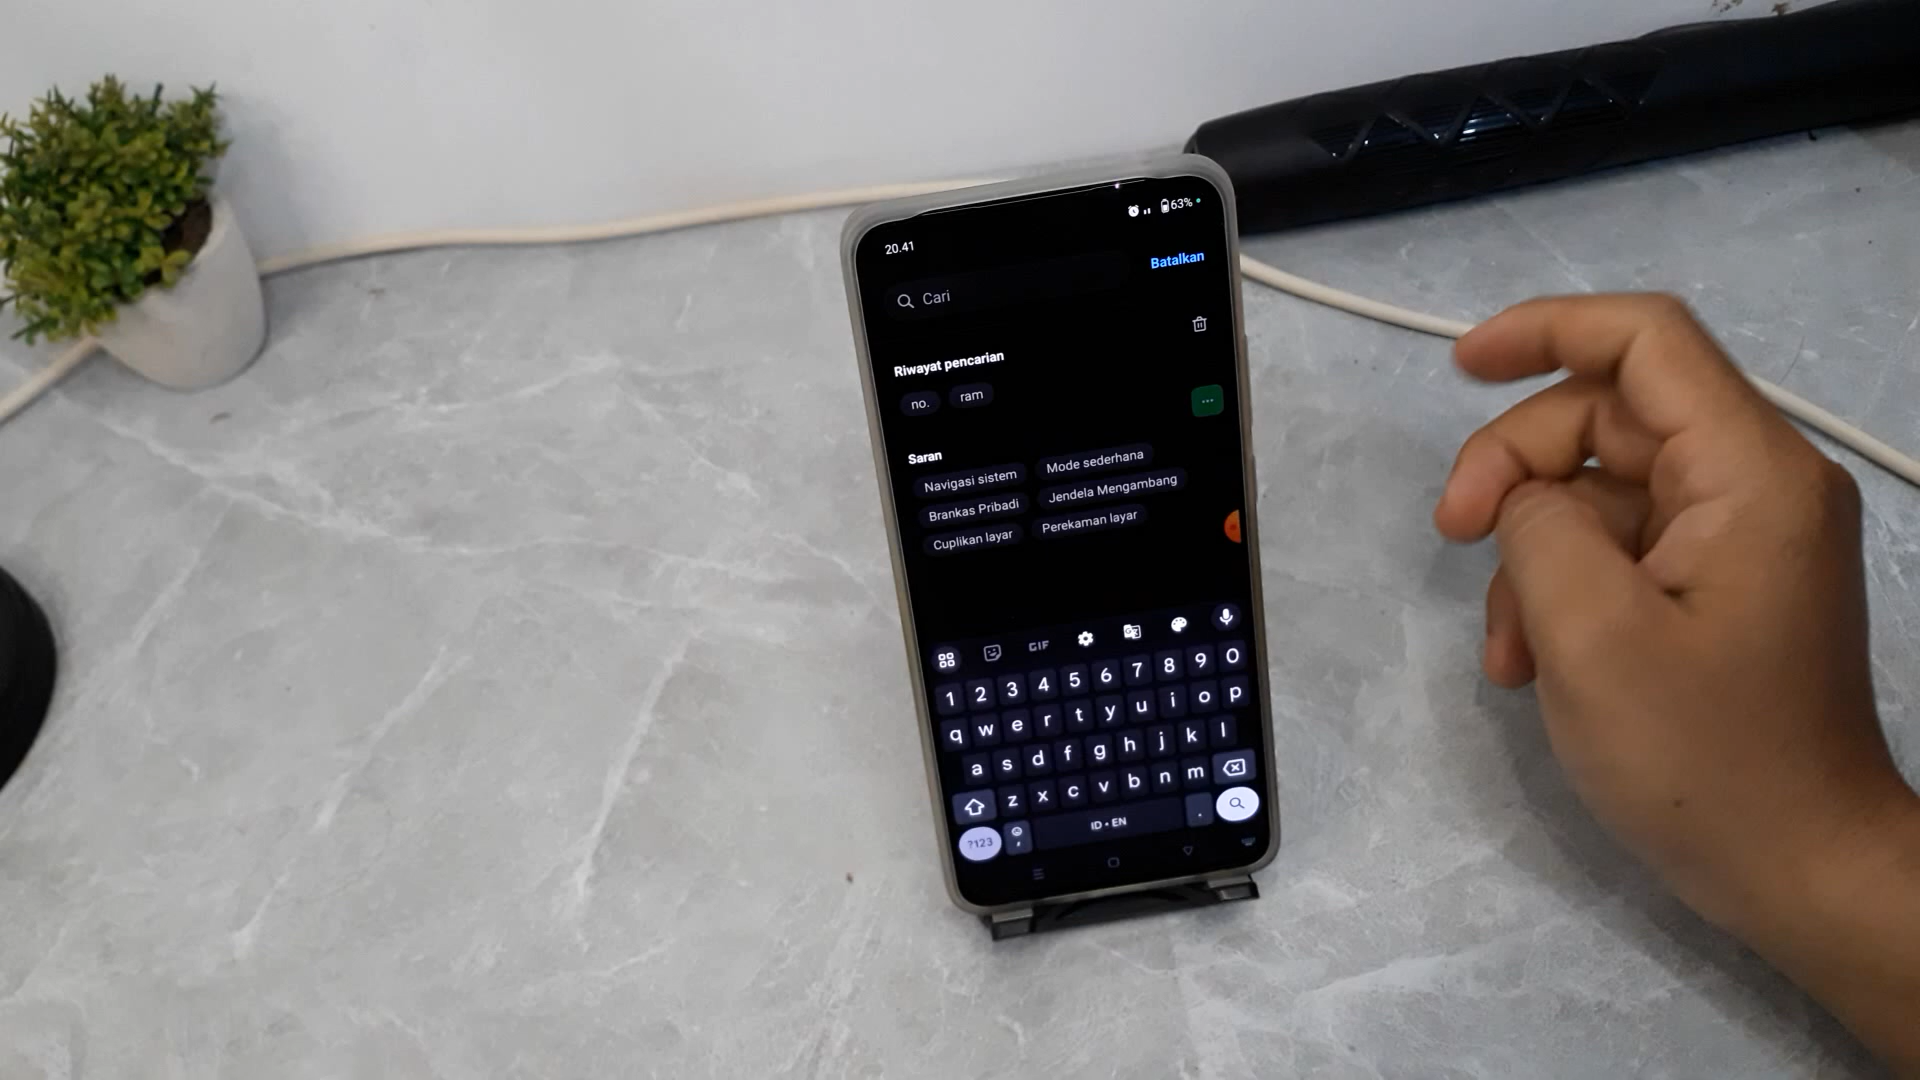 20.41 63%
Batalkan
Cari
Riwayat pencarian
no. ram
Saran
Navigasi sistem Mode sederhana
Brankas Pribadi Jendela Mengambang
Cuplikan layar Perekaman layar
GIF
1 2 3 4 5 6 7 8 9 0
q w e r t y u i o p
a s d f g h j k l
z x c v b n m
?123 , ID • EN .